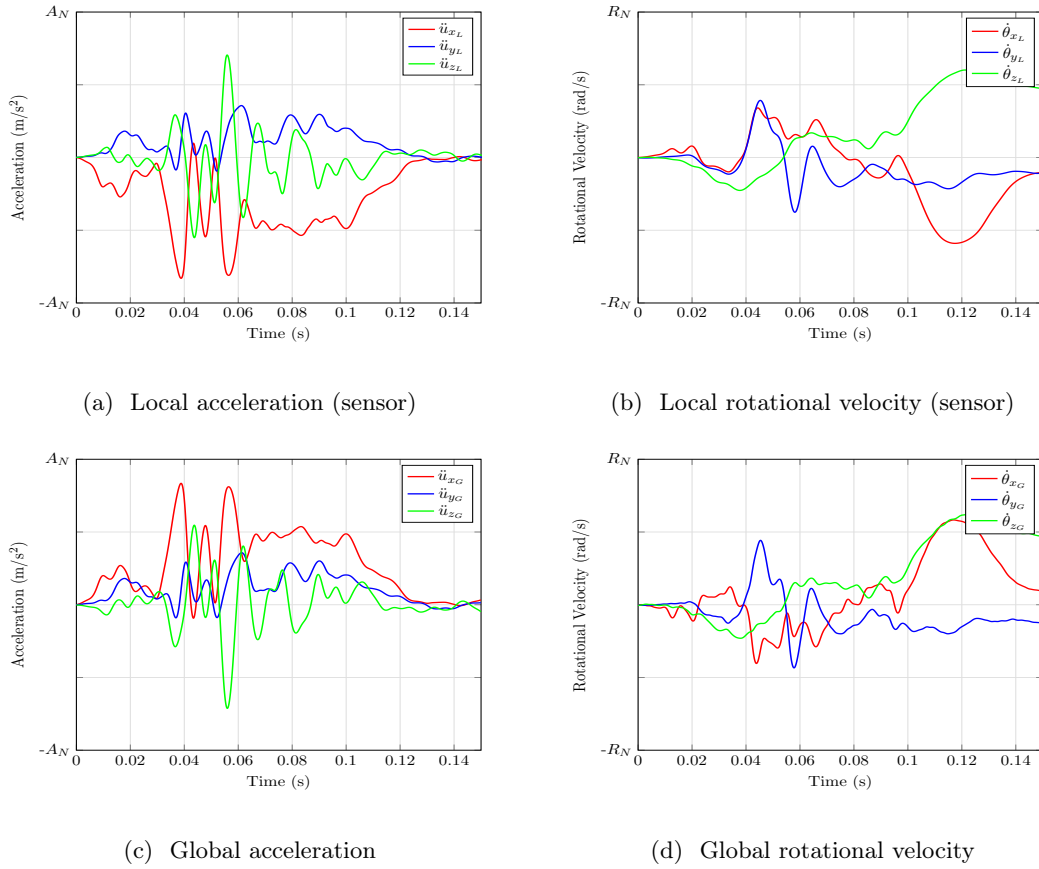 A_N
-A_N
Acceleration (m/s²)
0 0.02 0.04 0.06 0.08 0.1 0.12 0.14
Time (s)
ü_{x_L}
ü_{y_L}
ü_{z_L}
(a) Local acceleration (sensor)
R_N
-R_N
Rotational Velocity (rad/s)
0 0.02 0.04 0.06 0.08 0.1 0.12 0.14
Time (s)
θ̇_{x_L}
θ̇_{y_L}
θ̇_{z_L}
(b) Local rotational velocity (sensor)
A_N
-A_N
Acceleration (m/s²)
0 0.02 0.04 0.06 0.08 0.1 0.12 0.14
Time (s)
ü_{x_G}
ü_{y_G}
ü_{z_G}
(c) Global acceleration
R_N
-R_N
Rotational Velocity (rad/s)
0 0.02 0.04 0.06 0.08 0.1 0.12 0.14
Time (s)
θ̇_{x_G}
θ̇_{y_G}
θ̇_{z_G}
(d) Global rotational velocity